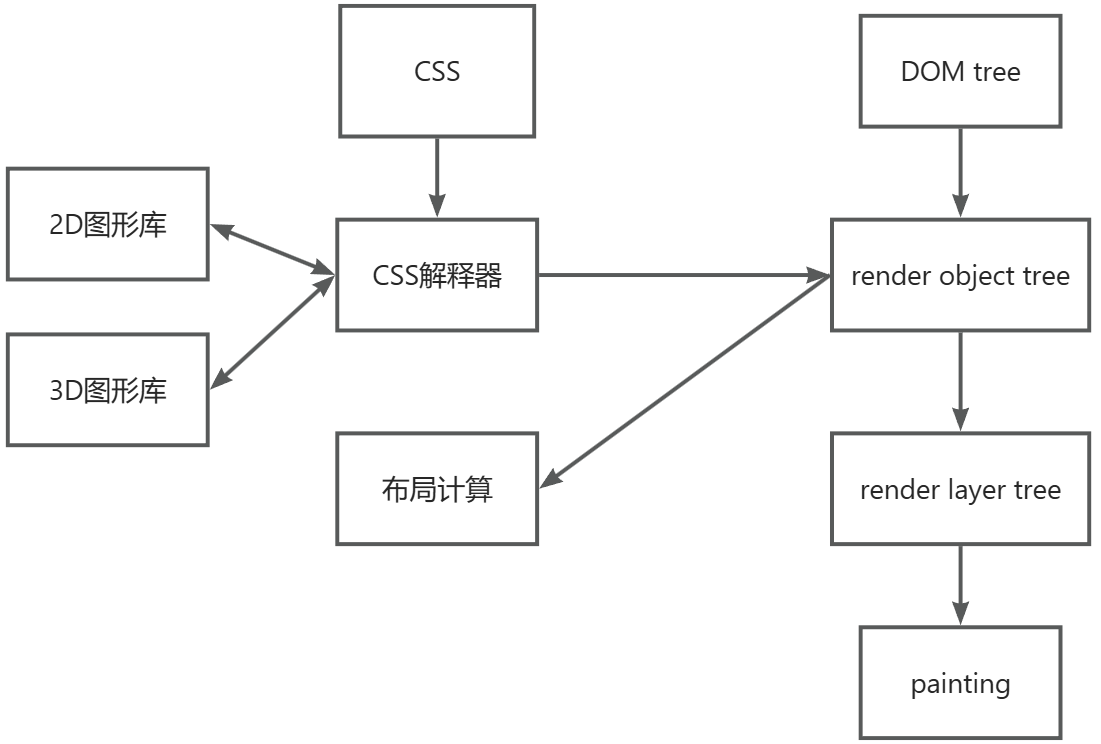 CSS
DOM tree
2D图形库
CSS解释器
render object tree
3D图形库
布局计算
render layer tree
painting